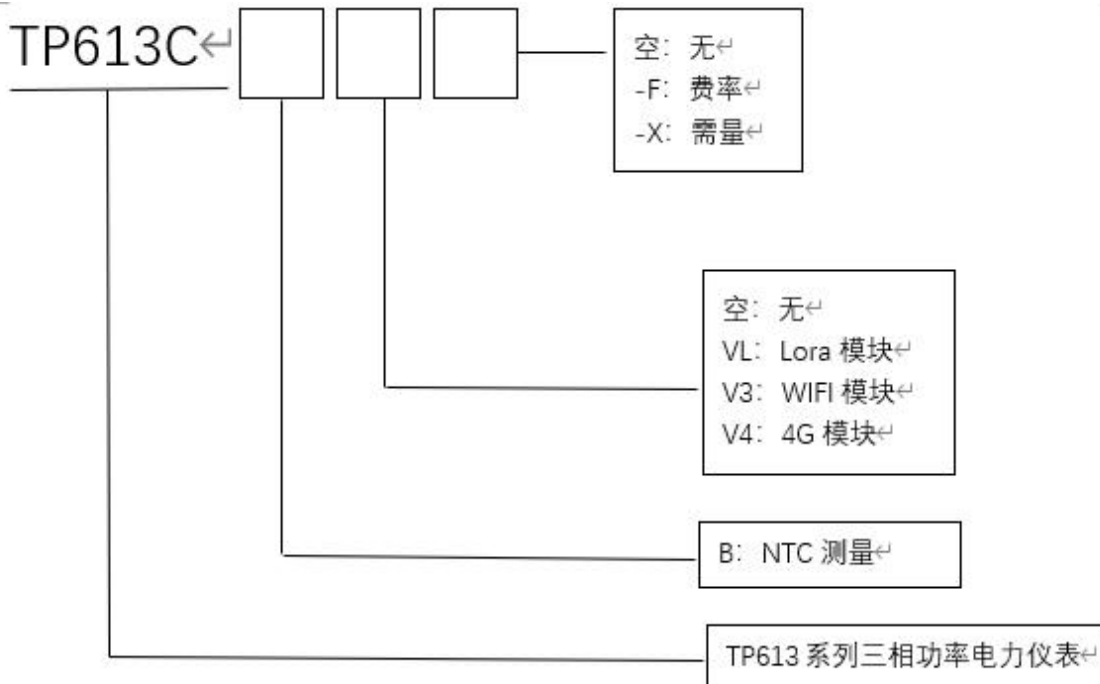 TP613C↵
空：无↵
-F：费率↵
-X：需量↵
空：无↵
VL：Lora 模块↵
V3：WIFI 模块↵
V4：4G 模块↵
B：NTC 测量↵
TP613 系列三相功率电力仪表↵